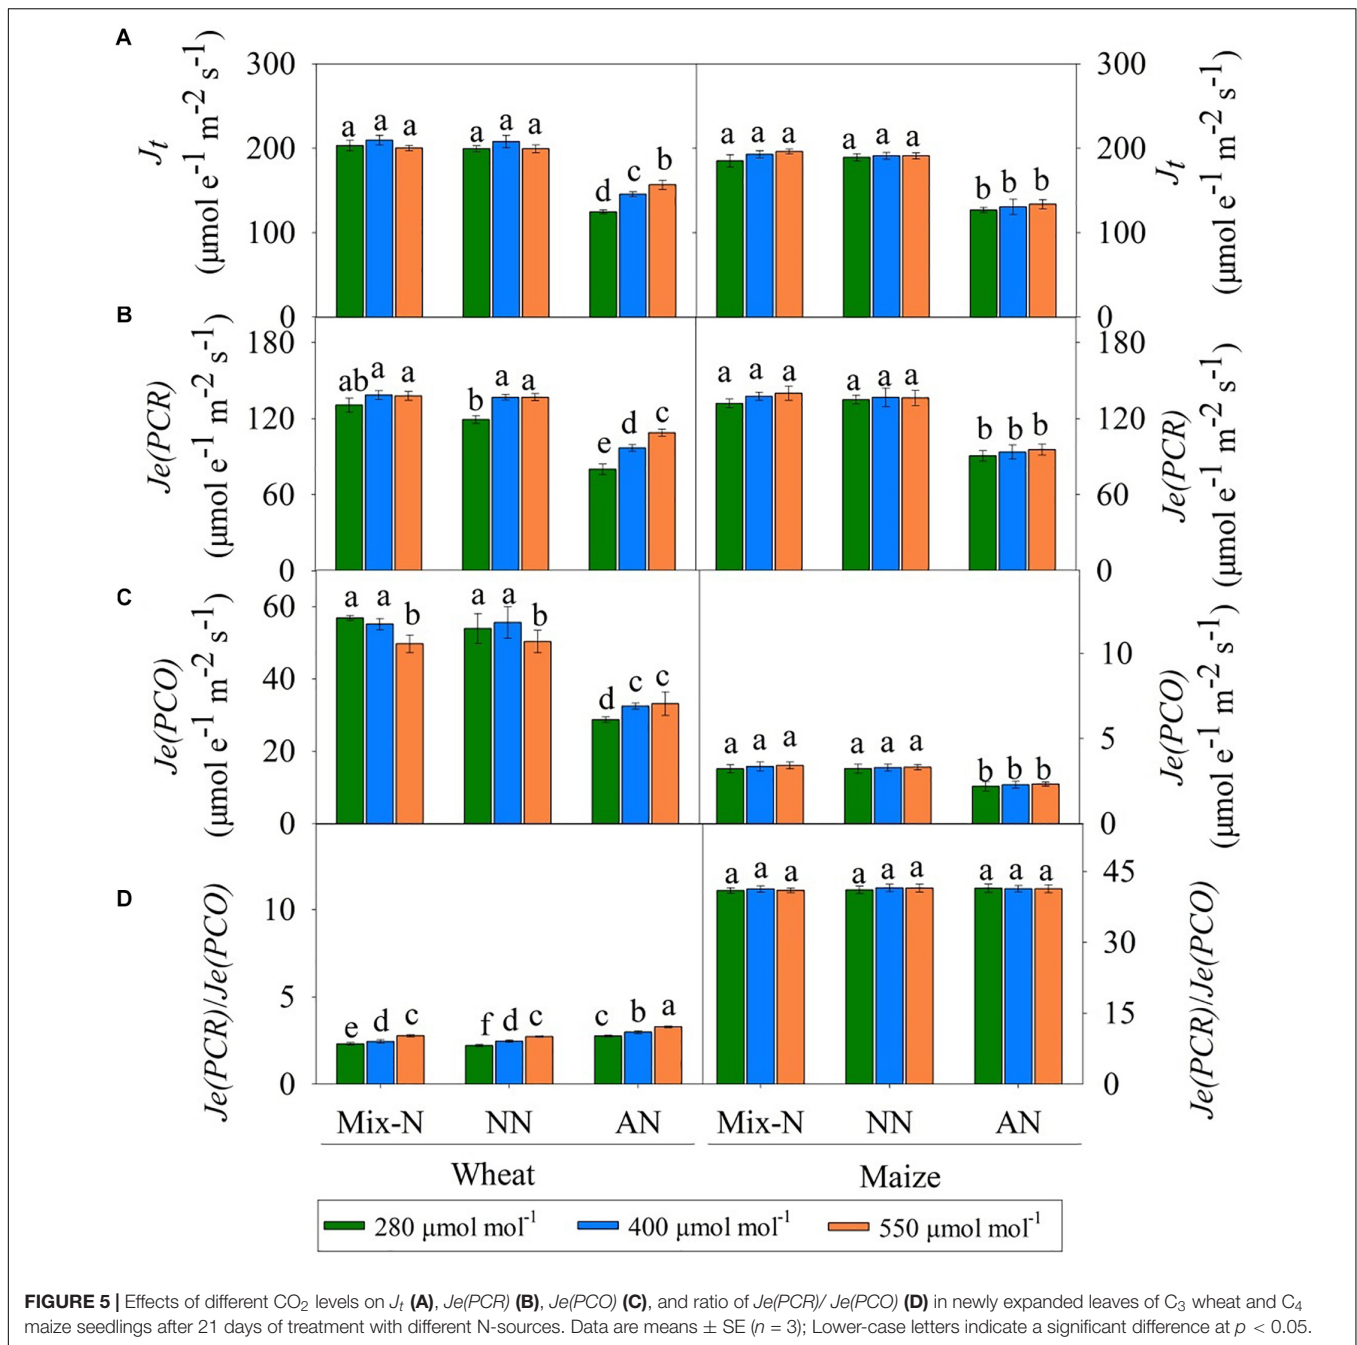 A
J_t (μmol e⁻¹ m⁻² s⁻¹)
300 200 100 0
a a a a a a d c b a a a a a a b b b
300 200 100 0
J_t (μmol e⁻¹ m⁻² s⁻¹)
B
Je(PCR) (μmol e⁻¹ m⁻² s⁻¹)
180 120 60 0
ab a a b a a e d c a a a a a a b b b
180 120 60 0
Je(PCR) (μmol e⁻¹ m⁻² s⁻¹)
C
Je(PCO) (μmol e⁻¹ m⁻² s⁻¹)
60 40 20 0
a a b a a b d c c a a a a a a b b b
10 5 0
Je(PCO) (μmol e⁻¹ m⁻² s⁻¹)
D
Je(PCR)/Je(PCO)
10 5 0
e d c f d c c b a a a a a a a a a a
45 30 15 0
Je(PCR)/Je(PCO)
Mix-N NN AN Mix-N NN AN
Wheat Maize
280 μmol mol⁻¹ 400 μmol mol⁻¹ 550 μmol mol⁻¹
FIGURE 5 | Effects of different CO₂ levels on J_t (A), Je(PCR) (B), Je(PCO) (C), and ratio of Je(PCR)/ Je(PCO) (D) in newly expanded leaves of C₃ wheat and C₄
maize seedlings after 21 days of treatment with different N-sources. Data are means ± SE (n = 3); Lower-case letters indicate a significant difference at p < 0.05.